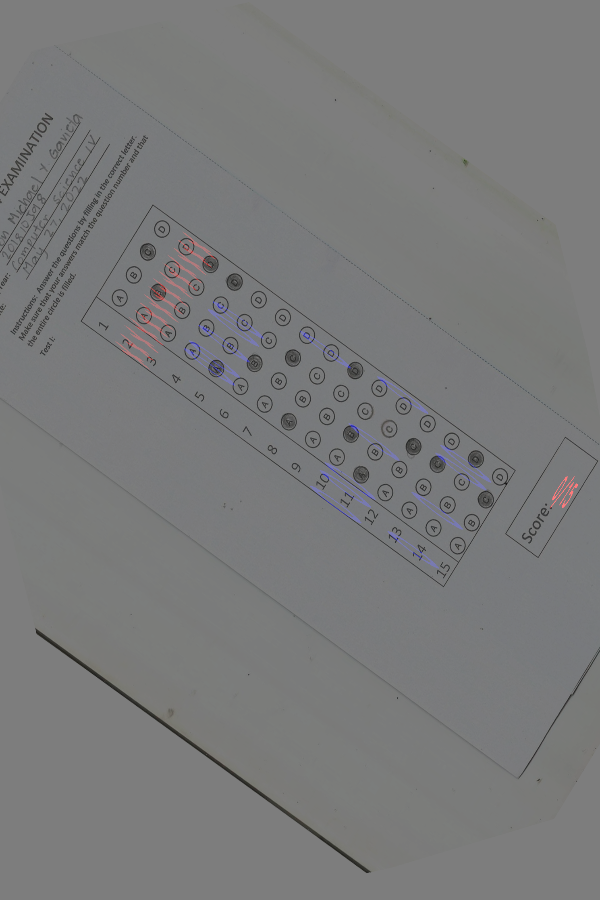 EXAMINATION
Michael
Computer Science IV
May 27 2022
Instructions: Answer the questions by filling in the correct letter.
Make sure that your answers match the question number and that
the entire circle is filled.
Test I:
1 A B C D
2 A B C D
3 A B C D
4 A B C D
5 A B C D
6 A B C D
7 A B C D
8 A B C D
9 A B C D
10 A B C D
11 A B C D
12 A B C D
13 A B C D
14 A B C D
15 A B C D
Score: